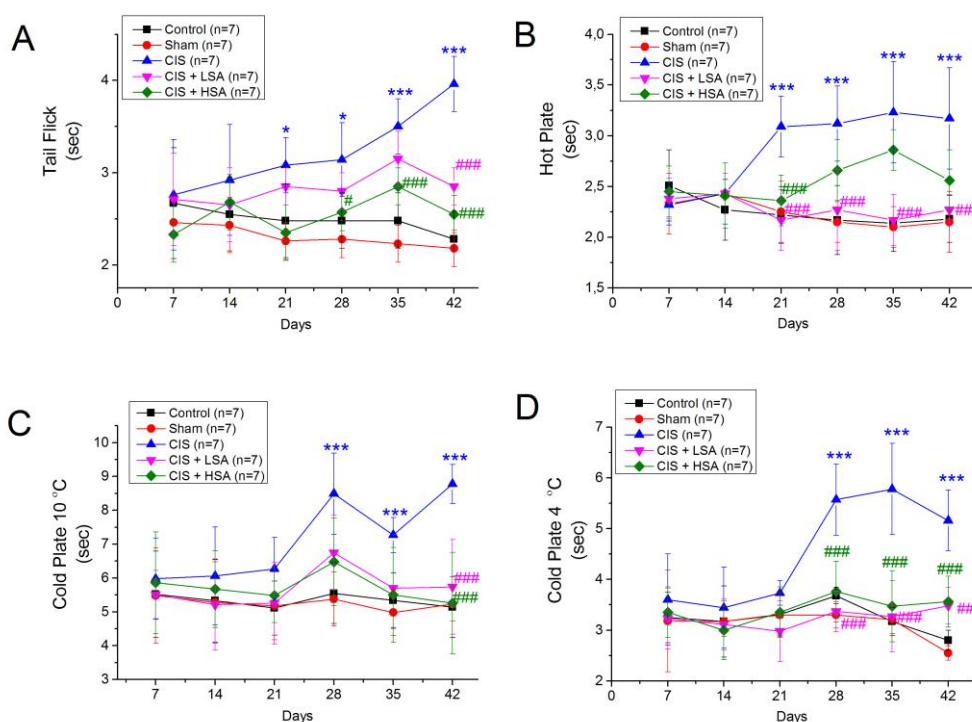 A
Control (n=7)
Sham (n=7)
CIS (n=7)
CIS + LSA (n=7)
CIS + HSA (n=7)
Tail Flick
(sec)
4
3
2
*
*
***
***
###
#
###
###
0
7
14
21
28
35
42
Days
B
Control (n=7)
Sham (n=7)
CIS (n=7)
CIS + LSA (n=7)
CIS + HSA (n=7)
Hot Plate
(sec)
4,0
3,5
3,0
2,5
2,0
1,5
***
***
***
***
###
###
###
###
##
0
7
14
21
28
35
42
Days
C
Control (n=7)
Sham (n=7)
CIS (n=7)
CIS + LSA (n=7)
CIS + HSA (n=7)
Cold Plate 10 °C
(sec)
10
9
8
7
6
5
4
3
***
***
***
###
###
7
14
21
28
35
42
Days
D
Control (n=7)
Sham (n=7)
CIS (n=7)
CIS + LSA (n=7)
CIS + HSA (n=7)
Cold Plate 4 °C
(sec)
7
6
5
4
3
2
***
***
***
###
###
###
###
###
##
0
7
14
21
28
35
42
Days